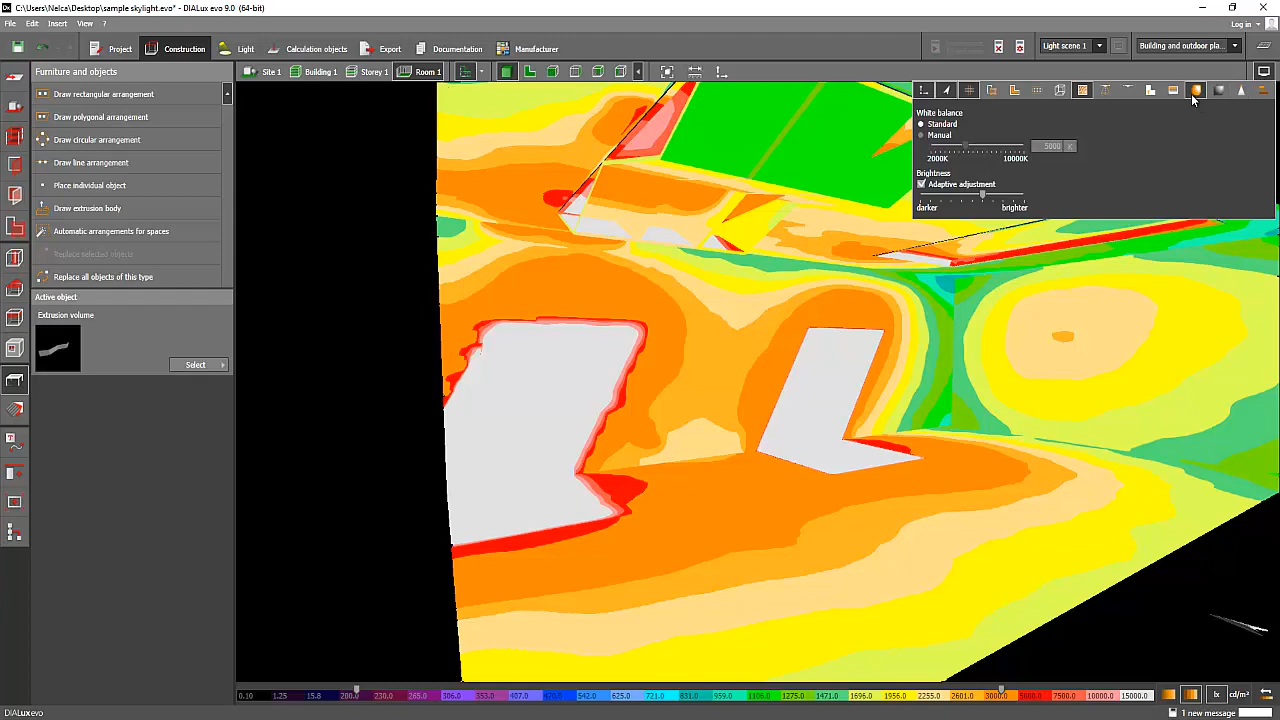 C:\Users\Nelca\Desktop\sample skylight.evo* - DIALux evo 9.0 (64-bit)
File Edit Insert View ?
Log in
Project Construction Light Calculation objects Export Documentation Manufacturer
Light scene 1 Building and outdoor pla...
Furniture and objects
Site 1 Building 1 Storey 1 Room 1
Draw rectangular arrangement
Draw polygonal arrangement
Draw circular arrangement
Draw line arrangement
Place individual object
Draw extrusion body
Automatic arrangements for spaces
Replace selected objects
Replace all objects of this type
Active object
Extrusion volume
Select
White balance
Standard
Manual
5000 K
2000K 10000K
Brightness
Adaptive adjustment
darker brighter
0.10 1.25 15.8 200.0 230.0 265.0 306.0 353.0 407.0 470.0 542.0 625.0 721.0 831.0 959.0 1106.0 1275.0 1471.0 1696.0 1956.0 2255.0 2601.0 3000.0 5000.0 7500.0 10000.0 15000.0 lx cd/m²
DIALuxevo
1 new message